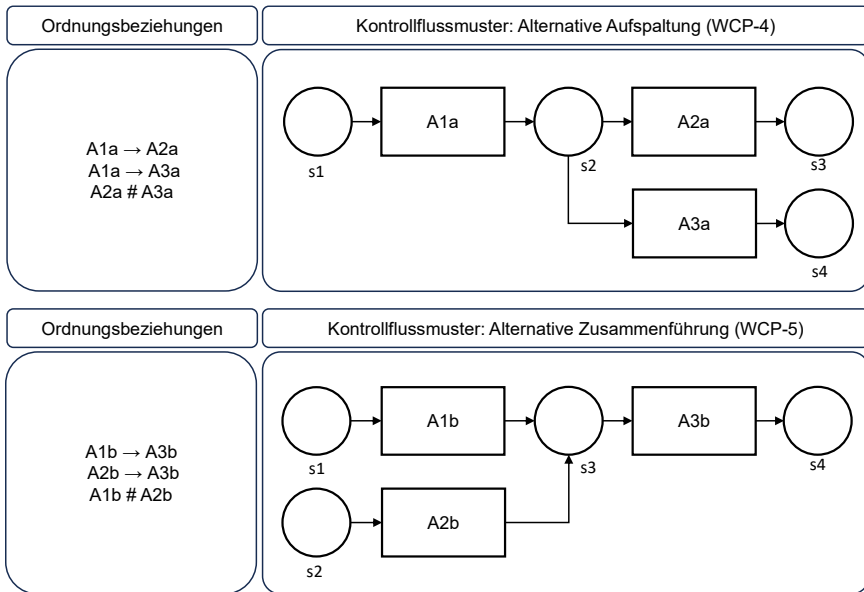 Ordnungsbeziehungen
Kontrollflussmuster: Alternative Aufspaltung (WCP-4)
A1a → A2a
A1a → A3a
A2a # A3a
s1
A1a
s2
A2a
s3
A3a
s4
Ordnungsbeziehungen
Kontrollflussmuster: Alternative Zusammenführung (WCP-5)
A1b → A3b
A2b → A3b
A1b # A2b
s1
A1b
s3
A3b
s4
s2
A2b